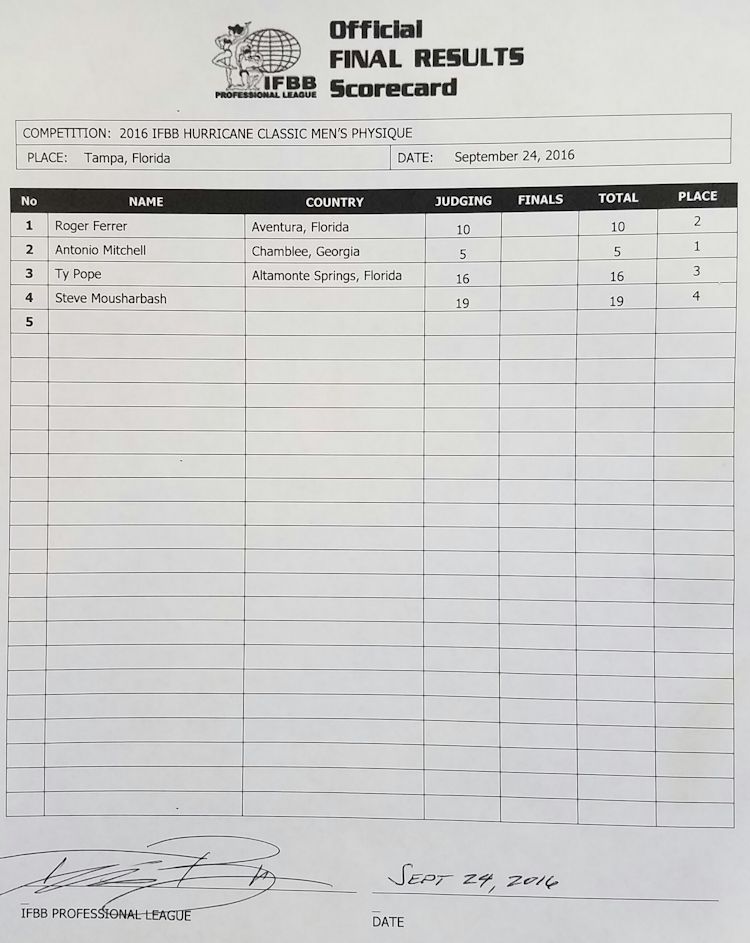 Official
FINAL RESULTS
Scorecard
IFBB
PROFESSIONAL LEAGUE
COMPETITION: 2016 IFBB HURRICANE CLASSIC MEN'S PHYSIQUE
PLACE: Tampa, Florida DATE: September 24, 2016
No NAME COUNTRY JUDGING FINALS TOTAL PLACE
1 Roger Ferrer Aventura, Florida 10 10 2
2 Antonio Mitchell Chamblee, Georgia 5 5 1
3 Ty Pope Altamonte Springs, Florida 16 16 3
4 Steve Mousharbash 19 19 4
5
SEPT 24, 2016
IFBB PROFESSIONAL LEAGUE DATE